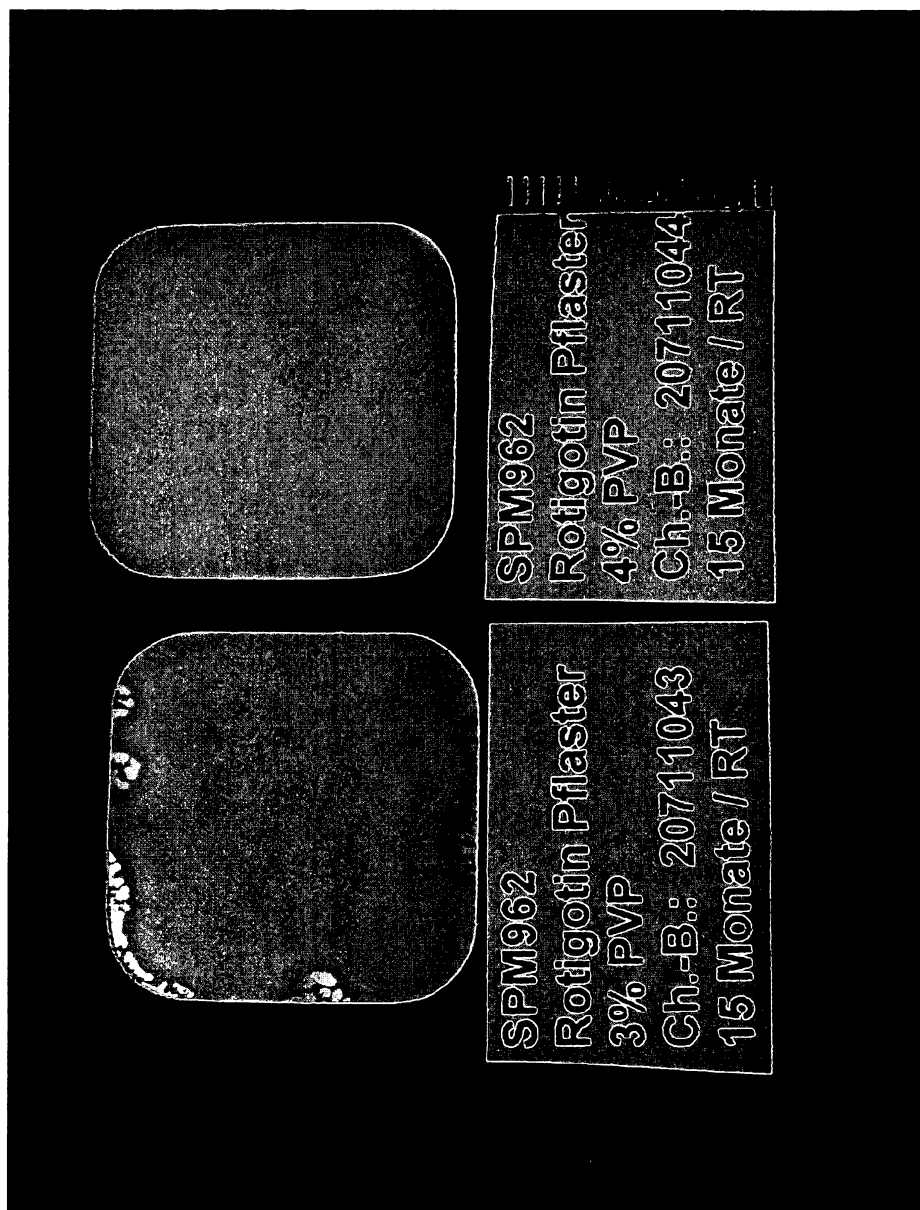 SPM962
Rotigotin Pflaster
3% PVP
Ch.-B.: 20711043
15 Monate / RT
SPM962
Rotigotin Pflaster
4% PVP
Ch.-B.: 20711044
15 Monate / RT